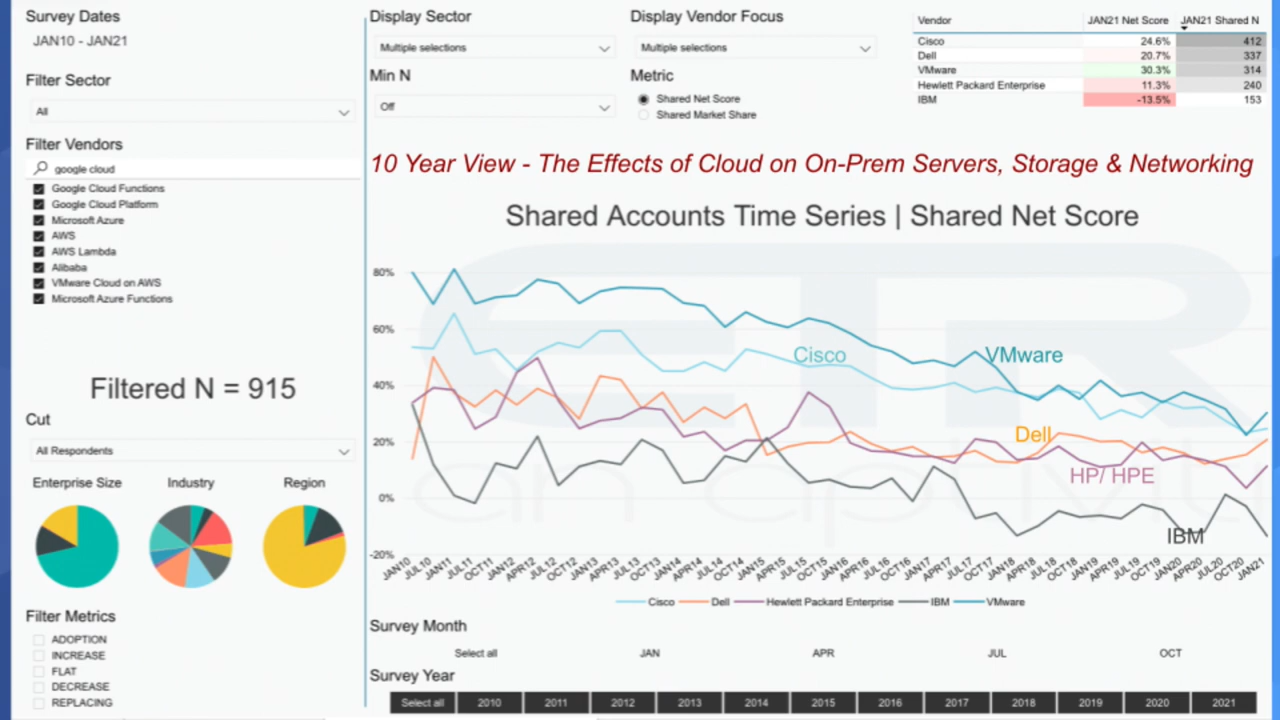 Survey Dates
JAN10 - JAN21
Filter Sector
All
Filter Vendors
google cloud
Google Cloud Functions
Google Cloud Platform
Microsoft Azure
AWS
AWS Lambda
Alibaba
VMware Cloud on AWS
Microsoft Azure Functions
Filtered N = 915
Cut
All Respondents
Enterprise Size Industry Region
Filter Metrics
ADOPTION
INCREASE
FLAT
DECREASE
REPLACING
Display Sector
Multiple selections
Min N
Off
Display Vendor Focus
Multiple selections
Metric
Shared Net Score
Shared Market Share
Vendor JAN21 Net Score JAN21 Shared N
Cisco 24.6% 412
Dell 20.7% 337
VMware 30.3% 314
Hewlett Packard Enterprise 11.3% 240
IBM -13.5% 153
10 Year View - The Effects of Cloud on On-Prem Servers, Storage & Networking
Shared Accounts Time Series | Shared Net Score
ETR
an aptiviti
80%
60%
40%
20%
0%
-20%
Cisco
VMware
Dell
HP/ HPE
IBM
JAN10 JUL10 JAN11 JUL11 OCT11 JAN12 APR12 JUL12 OCT12 JAN13 APR13 JUL13 OCT13 JAN14 APR14 JUL14 OCT14 JAN15 APR15 JUL15 OCT15 JAN16 APR16 JUL16 OCT16 JAN17 APR17 JUL17 OCT17 JAN18 APR18 JUL18 OCT18 JAN19 APR19 JUL19 OCT19 JAN20 APR20 JUL20 OCT20 JAN21
Cisco Dell Hewlett Packard Enterprise IBM VMware
Survey Month
Select all JAN APR JUL OCT
Survey Year
Select all 2010 2011 2012 2013 2014 2015 2016 2017 2018 2019 2020 2021